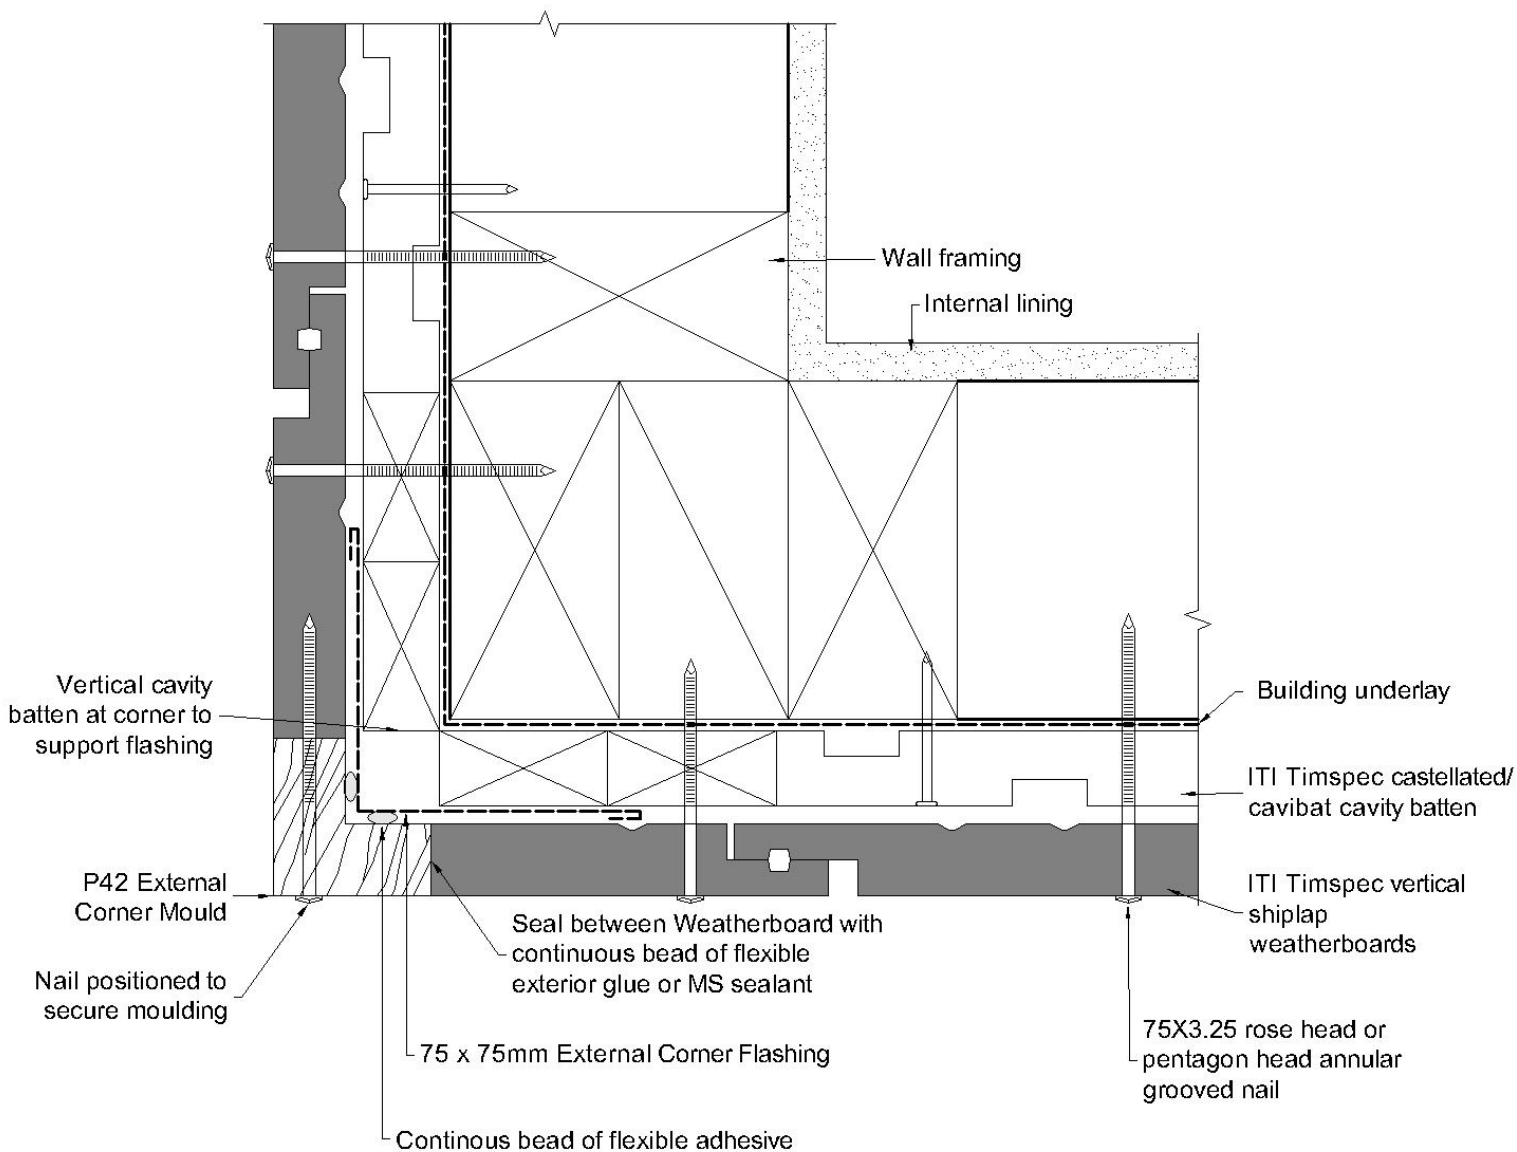 Wall framing
Internal lining
Vertical cavity
batten at corner to
support flashing
Building underlay
ITI Timspec castellated/
cavibat cavity batten
P42 External
Corner Mould
ITI Timspec vertical
shiplap
weatherboards
Seal between Weatherboard with
continuous bead of flexible
exterior glue or MS sealant
Nail positioned to
secure moulding
75 x 75mm External Corner Flashing
75X3.25 rose head or
pentagon head annular
grooved nail
Continous bead of flexible adhesive